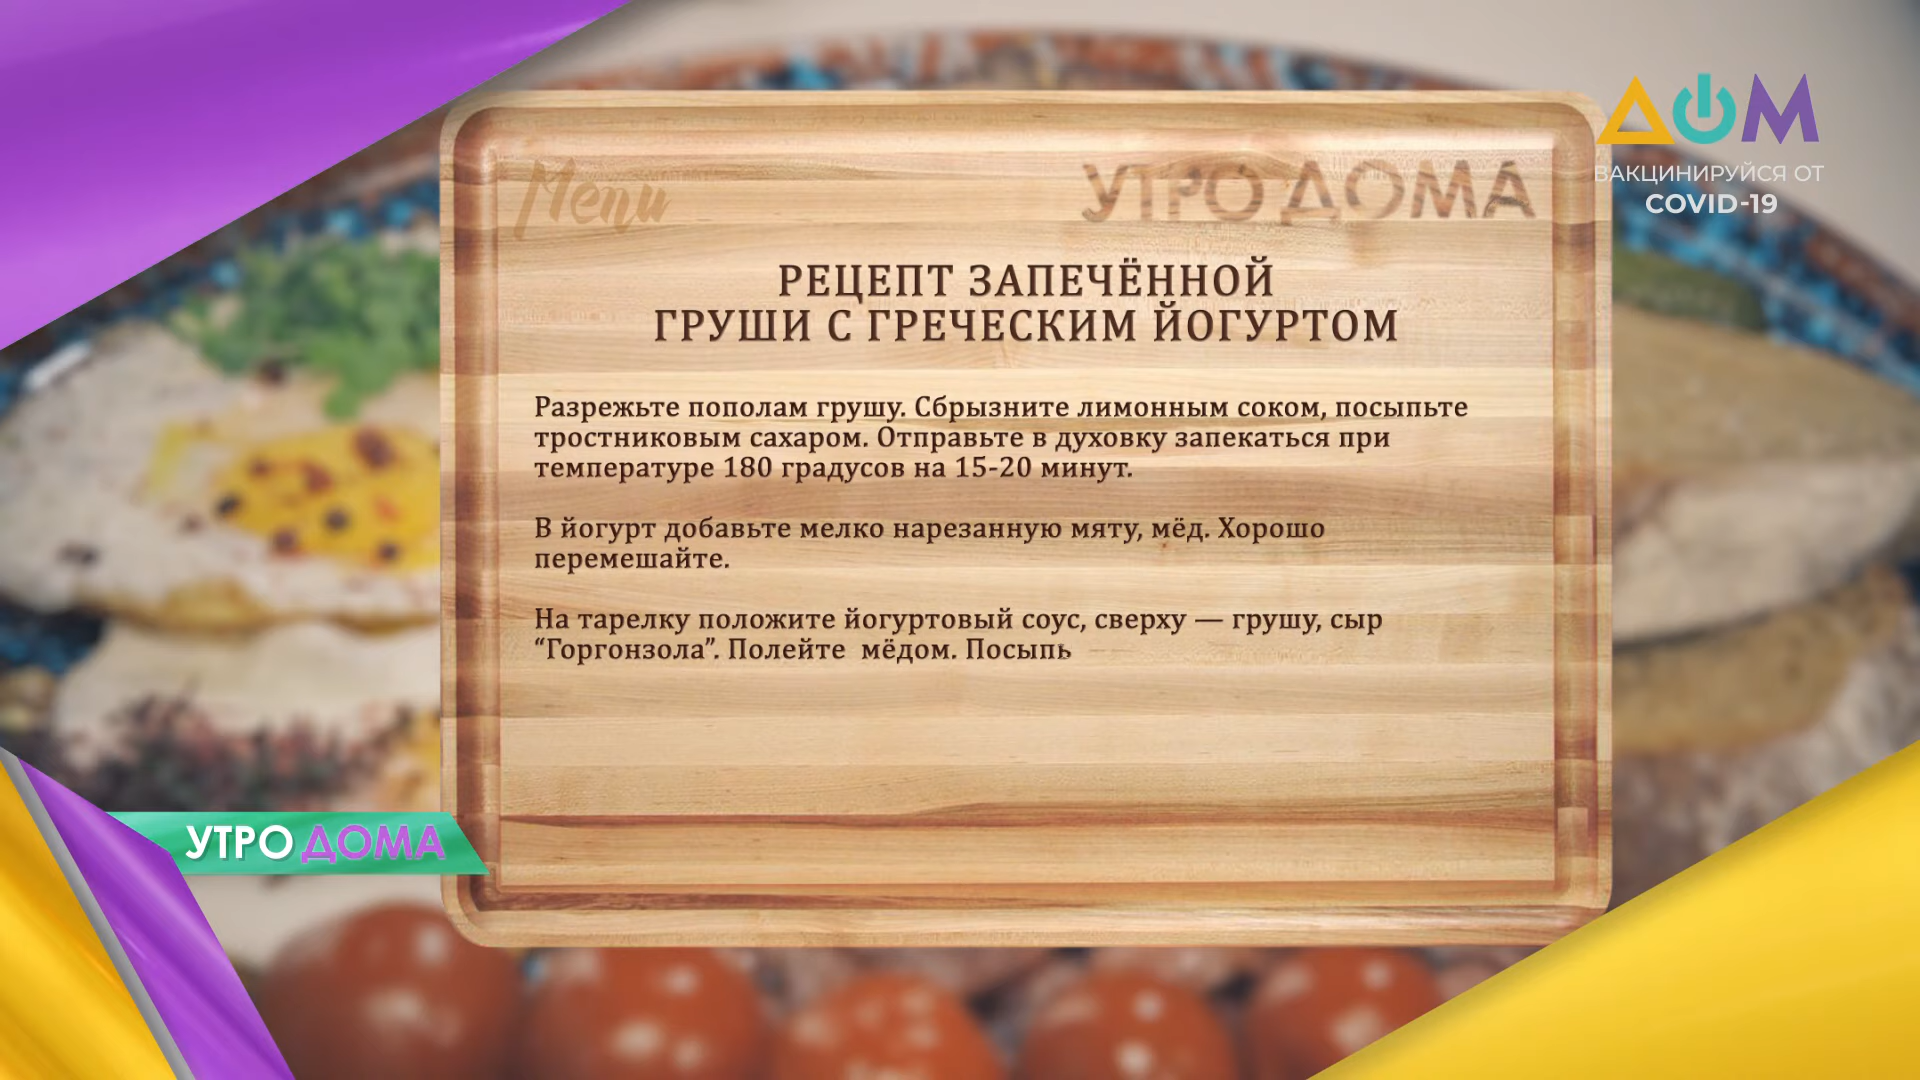 ДОМ
ВАКЦИНИРУЙСЯ ОТ
COVID-19
Menu
УТРО ДОМА
РЕЦЕПТ ЗАПЕЧЁННОЙ
ГРУШИ С ГРЕЧЕСКИМ ЙОГУРТОМ
Разрежьте пополам грушу. Сбрызните лимонным соком, посыпьте
тростниковым сахаром. Отправьте в духовку запекаться при
температуре 180 градусов на 15-20 минут.
В йогурт добавьте мелко нарезанную мяту, мёд. Хорошо
перемешайте.
На тарелку положите йогуртовый соус, сверху — грушу, сыр
“Горгонзола”. Полейте  мёдом. Посыпь
УТРО ДОМА